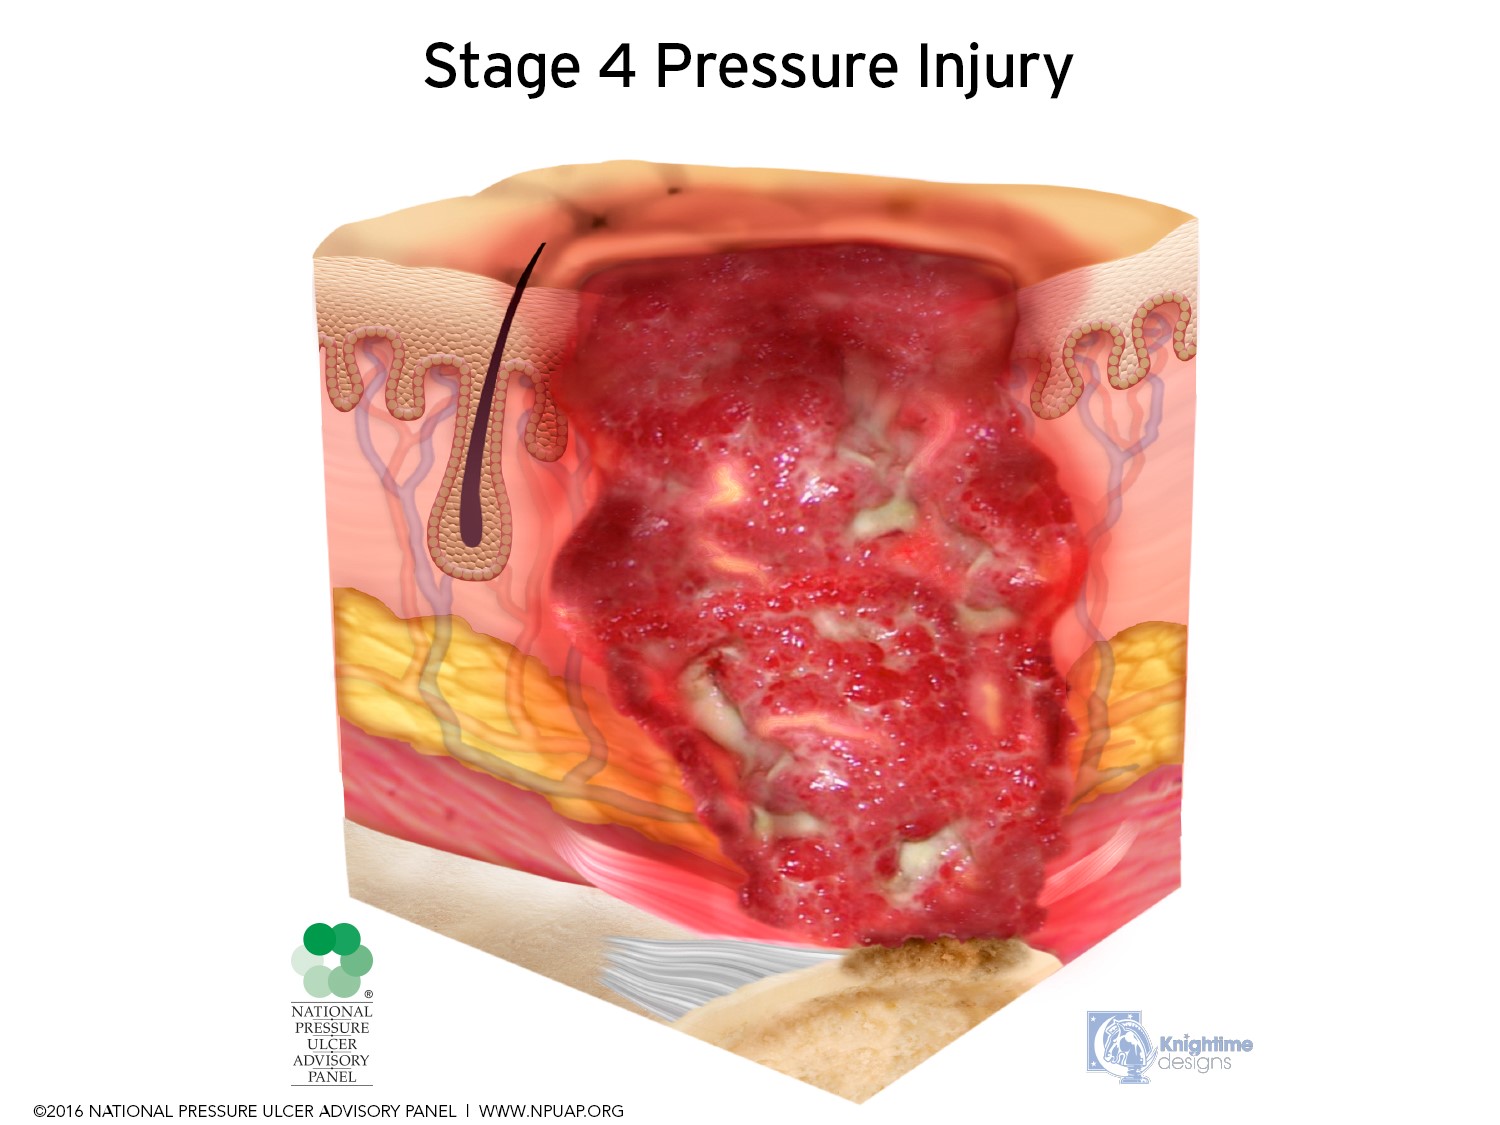 Stage 4 Pressure Injury
®
NATIONAL
PRESSURE
ULCER
ADVISORY
PANEL
Knightime
designs
©2016 NATIONAL PRESSURE ULCER ADVISORY PANEL | WWW.NPUAP.ORG